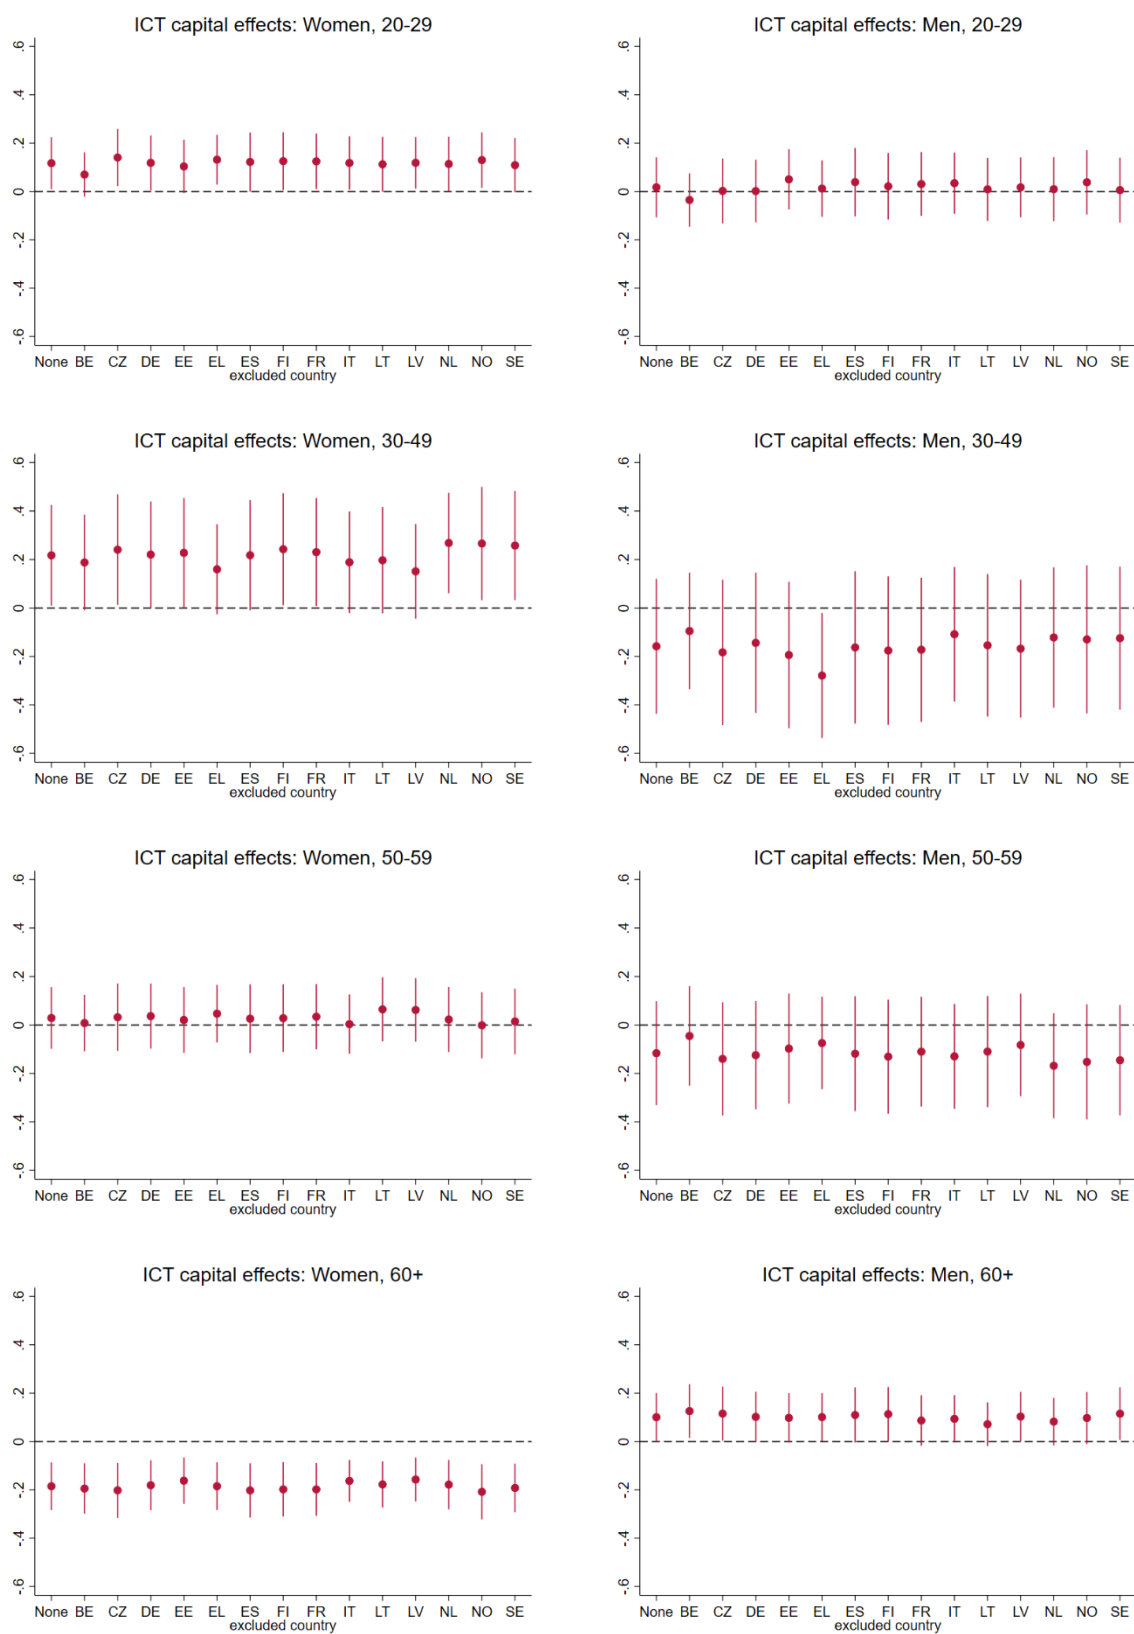 ICT capital effects: Women, 20-29
.6
.4
.2
0
-.2
-.4
-.6
None BE CZ DE EE EL ES FI FR IT LT LV NL NO SE
excluded country
ICT capital effects: Men, 20-29
.6
.4
.2
0
-.2
-.4
-.6
None BE CZ DE EE EL ES FI FR IT LT LV NL NO SE
excluded country
ICT capital effects: Women, 30-49
.6
.4
.2
0
-.2
-.4
-.6
None BE CZ DE EE EL ES FI FR IT LT LV NL NO SE
excluded country
ICT capital effects: Men, 30-49
.6
.4
.2
0
-.2
-.4
-.6
None BE CZ DE EE EL ES FI FR IT LT LV NL NO SE
excluded country
ICT capital effects: Women, 50-59
.6
.4
.2
0
-.2
-.4
-.6
None BE CZ DE EE EL ES FI FR IT LT LV NL NO SE
excluded country
ICT capital effects: Men, 50-59
.6
.4
.2
0
-.2
-.4
-.6
None BE CZ DE EE EL ES FI FR IT LT LV NL NO SE
excluded country
ICT capital effects: Women, 60+
.6
.4
.2
0
-.2
-.4
-.6
None BE CZ DE EE EL ES FI FR IT LT LV NL NO SE
excluded country
ICT capital effects: Men, 60+
.6
.4
.2
0
-.2
-.4
-.6
None BE CZ DE EE EL ES FI FR IT LT LV NL NO SE
excluded country